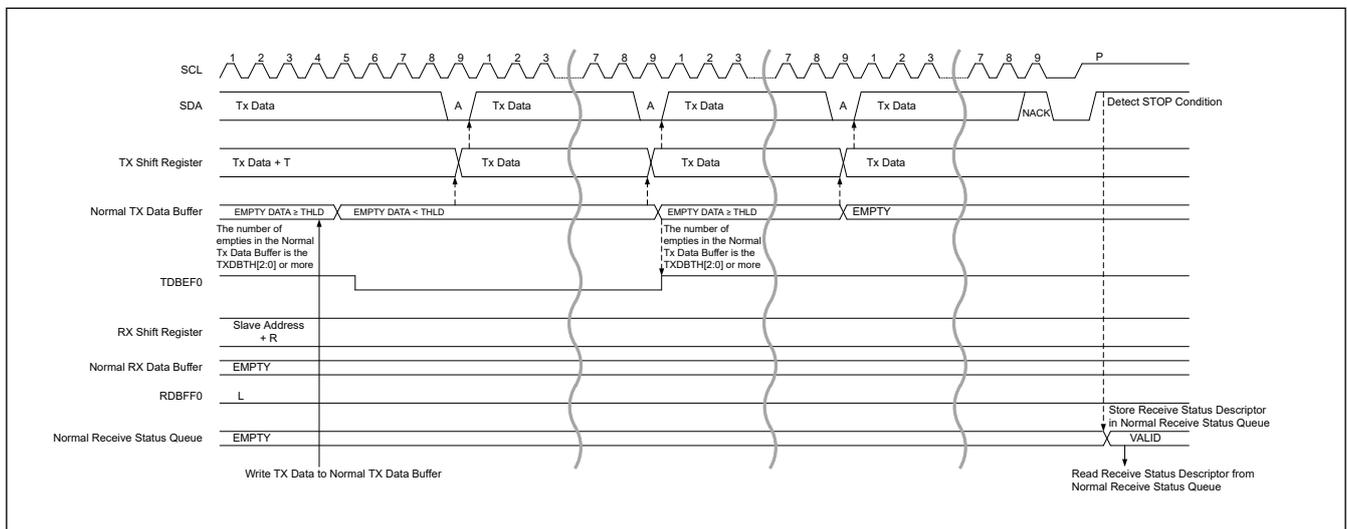 SCL 1 2 3 4 5 6 7 8 9 1 2 3 7 8 9 1 2 3 7 8 9 1 2 3 7 8 9 P
SDA Tx Data A Tx Data A Tx Data A Tx Data NACK Detect STOP Condition
TX Shift Register Tx Data + T Tx Data Tx Data Tx Data
Normal TX Data Buffer EMPTY DATA ≥ THLD EMPTY DATA < THLD EMPTY DATA ≥ THLD EMPTY
The number of
empties in the Normal
Tx Data Buffer is the
TXDBTH[2:0] or more
The number of
empties in the Normal
Tx Data Buffer is the
TXDBTH[2:0] or more
TDBEF0
RX Shift Register Slave Address
+ R
Normal RX Data Buffer EMPTY
RDBFF0 L
Store Receive Status Descriptor
in Normal Receive Status Queue
Normal Receive Status Queue EMPTY VALID
Write TX Data to Normal TX Data Buffer
Read Receive Status Descriptor from
Normal Receive Status Queue